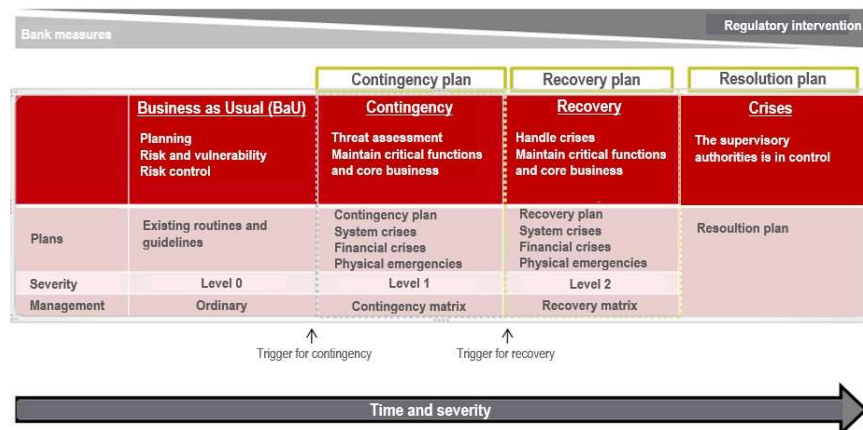 Regulatory intervention
Bank measures
Contingency plan
Recovery plan
Resolution plan
Business as Usual (BaU)
Planning
Risk and vulnerability
Risk control
Contingency
Threat assessment
Maintain critical functions
and core business
Recovery
Handle crises
Maintain critical functions
and core business
Crises
The supervisory
authorities is in control
Plans
Existing routines and
guidelines
Contingency plan
System crises
Financial crises
Physical emergencies
Recovery plan
System crises
Financial crises
Physical emergencies
Resoultion plan
Severity
Level 0
Level 1
Level 2
Management
Ordinary
Contingency matrix
Recovery matrix
Trigger for contingency
Trigger for recovery
Time and severity